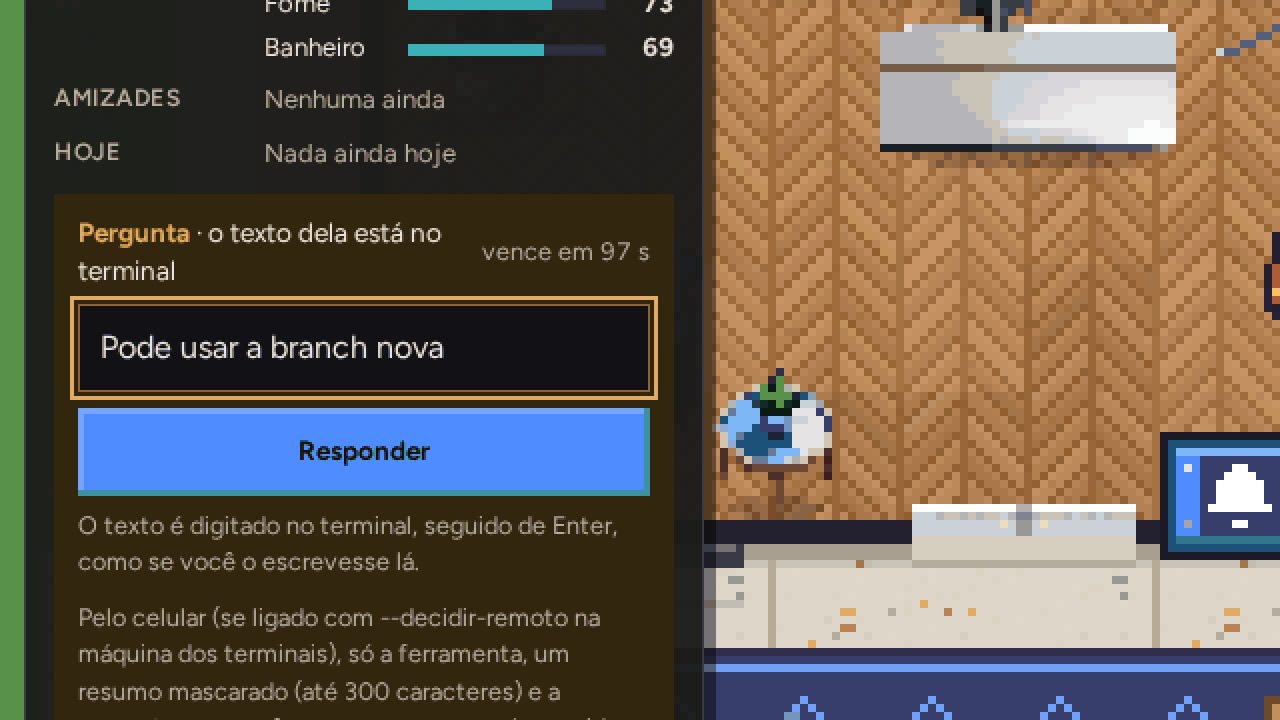 Fome 73
Banheiro 69
AMIZADES Nenhuma ainda
HOJE Nada ainda hoje
Pergunta · o texto dela está no
terminal
vence em 97 s
Pode usar a branch nova
Responder
O texto é digitado no terminal, seguido de Enter,
como se você o escrevesse lá.
Pelo celular (se ligado com --decidir-remoto na
máquina dos terminais), só a ferramenta, um
resumo mascarado (até 300 caracteres) e a